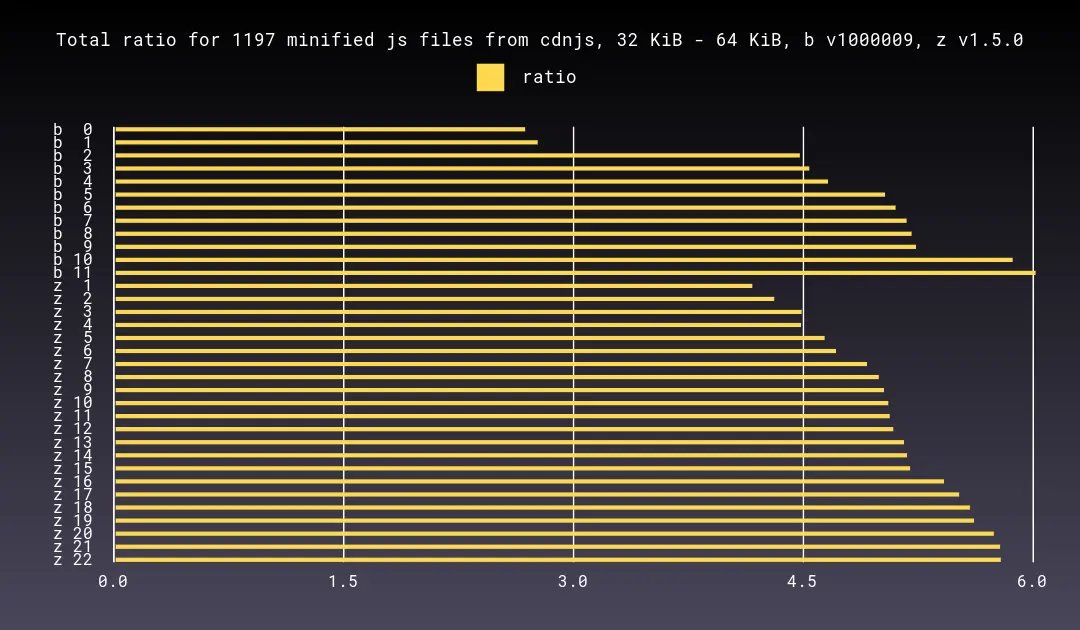 Total ratio for 1197 minified js files from cdnjs, 32 KiB - 64 KiB, b v1000009, z v1.5.0
ratio
b 0
b 1
b 2
b 3
b 4
b 5
b 6
b 7
b 8
b 9
b 10
b 11
z 1
z 2
z 3
z 4
z 5
z 6
z 7
z 8
z 9
z 10
z 11
z 12
z 13
z 14
z 15
z 16
z 17
z 18
z 19
z 20
z 21
z 22
0.0 1.5 3.0 4.5 6.0